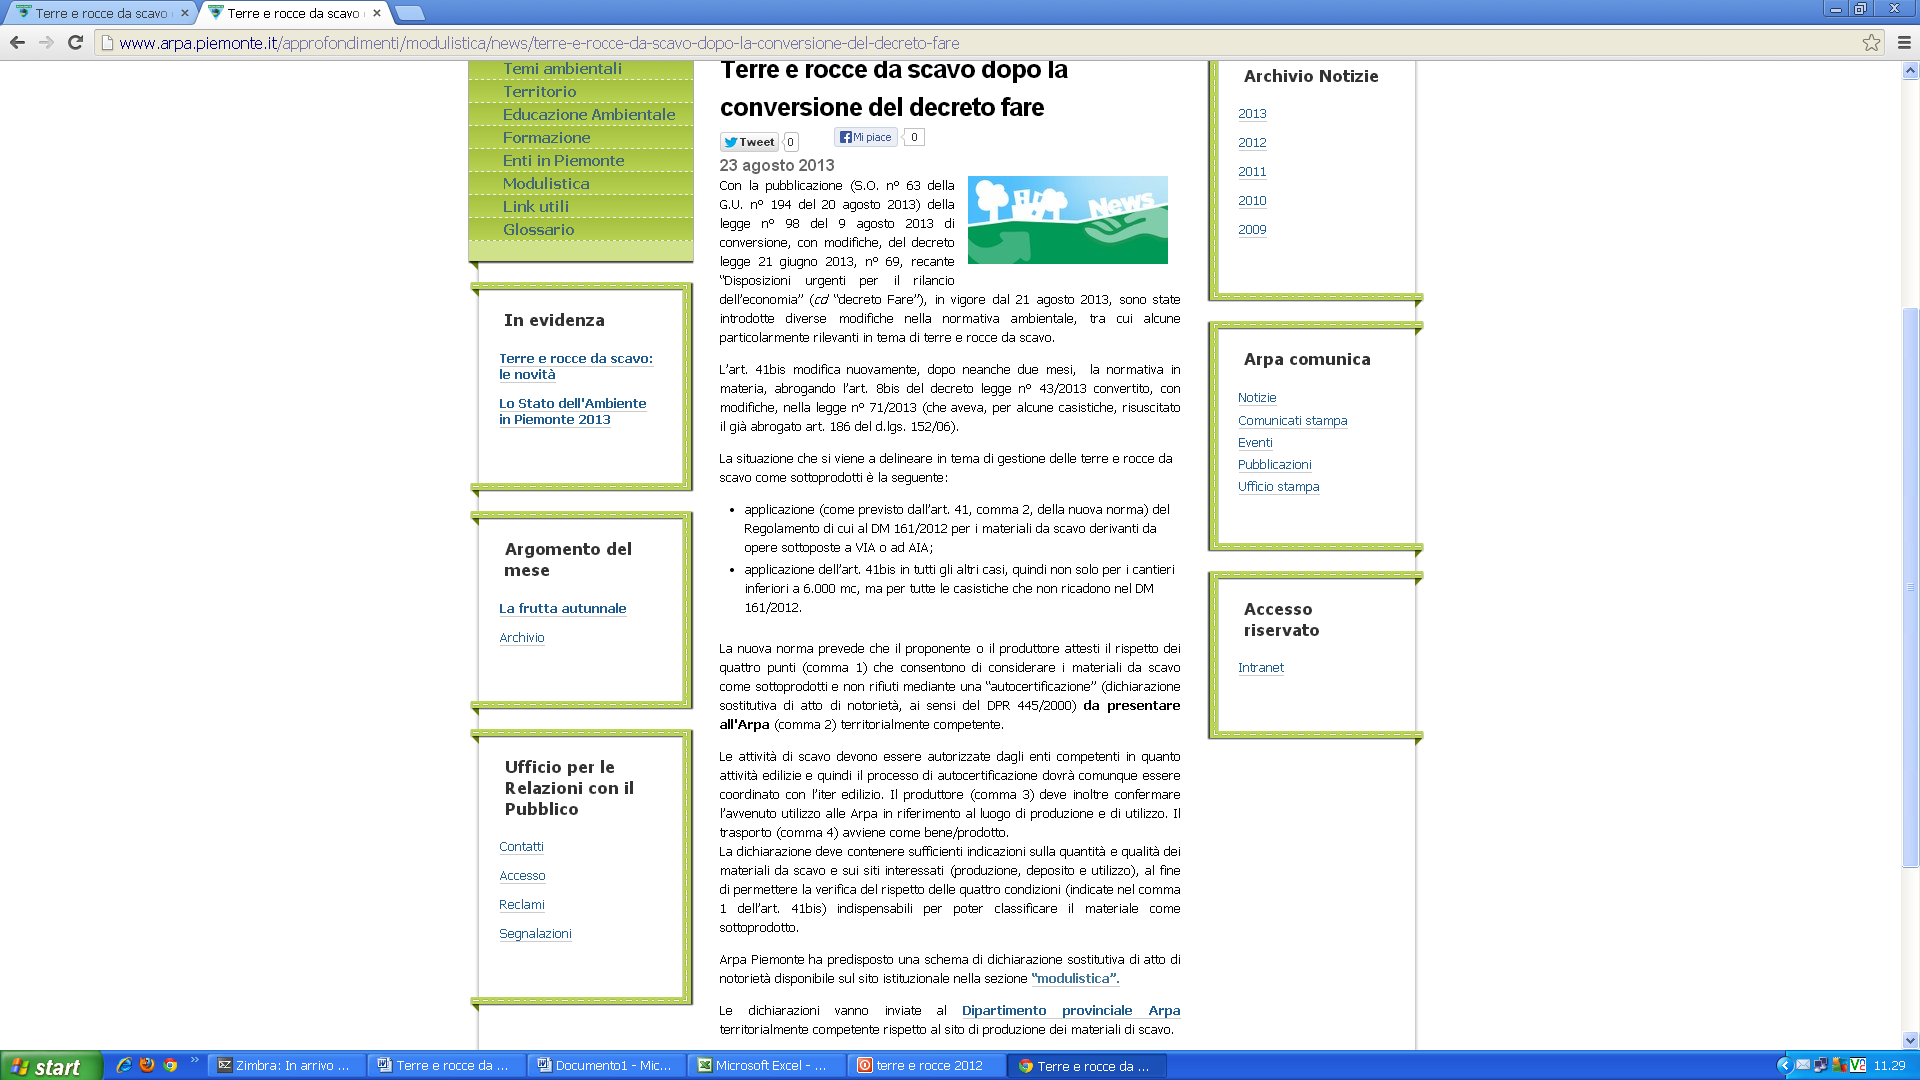 Terre e rocce da scavo
Terre e rocce da scavo
www.arpa.piemonte.it/approfondimenti/modulistica/news/terre-e-rocce-da-scavo-dopo-la-conversione-del-decreto-fare
Temi ambientali
Territorio
Educazione Ambientale
Formazione
Enti in Piemonte
Modulistica
Link utili
Glossario
In evidenza
Terre e rocce da scavo:
le novità
Lo Stato dell'Ambiente
in Piemonte 2013
Argomento del
mese
La frutta autunnale
Archivio
Ufficio per le
Relazioni con il
Pubblico
Contatti
Accesso
Reclami
Segnalazioni
Terre e rocce da scavo dopo la
conversione del decreto fare
Tweet 0 Mi piace 0
23 agosto 2013
News
Con la pubblicazione (S.O. nº 63 della
G.U. nº 194 del 20 agosto 2013) della
legge nº 98 del 9 agosto 2013 di
conversione, con modifiche, del decreto
legge 21 giugno 2013, nº 69, recante
“Disposizioni urgenti per il rilancio
dell’economia” (cd “decreto Fare”), in vigore dal 21 agosto 2013, sono state
introdotte diverse modifiche nella normativa ambientale, tra cui alcune
particolarmente rilevanti in tema di terre e rocce da scavo.
L’art. 41bis modifica nuovamente, dopo neanche due mesi, la normativa in
materia, abrogando l’art. 8bis del decreto legge nº 43/2013 convertito, con
modifiche, nella legge nº 71/2013 (che aveva, per alcune casistiche, risuscitato
il già abrogato art. 186 del d.lgs. 152/06).
La situazione che si viene a delineare in tema di gestione delle terre e rocce da
scavo come sottoprodotti è la seguente:
• applicazione (come previsto dall’art. 41, comma 2, della nuova norma) del
Regolamento di cui al DM 161/2012 per i materiali da scavo derivanti da
opere sottoposte a VIA o ad AIA;
• applicazione dell’art. 41bis in tutti gli altri casi, quindi non solo per i cantieri
inferiori a 6.000 mc, ma per tutte le casistiche che non ricadono nel DM
161/2012.
La nuova norma prevede che il proponente o il produttore attesti il rispetto dei
quattro punti (comma 1) che consentono di considerare i materiali da scavo
come sottoprodotti e non rifiuti mediante una “autocertificazione” (dichiarazione
sostitutiva di atto di notorietà, ai sensi del DPR 445/2000) da presentare
all'Arpa (comma 2) territorialmente competente.
Le attività di scavo devono essere autorizzate dagli enti competenti in quanto
attività edilizie e quindi il processo di autocertificazione dovrà comunque essere
coordinato con l’iter edilizio. Il produttore (comma 3) deve inoltre confermare
l’avvenuto utilizzo alle Arpa in riferimento al luogo di produzione e di utilizzo. Il
trasporto (comma 4) avviene come bene/prodotto.
La dichiarazione deve contenere sufficienti indicazioni sulla quantità e qualità dei
materiali da scavo e sui siti interessati (produzione, deposito e utilizzo), al fine
di permettere la verifica del rispetto delle quattro condizioni (indicate nel comma
1 dell’art. 41bis) indispensabili per poter classificare il materiale come
sottoprodotto.
Arpa Piemonte ha predisposto una schema di dichiarazione sostitutiva di atto di
notorietà disponibile sul sito istituzionale nella sezione “modulistica”.
Le dichiarazioni vanno inviate al Dipartimento provinciale Arpa
territorialmente competente rispetto al sito di produzione dei materiali di scavo.
Archivio Notizie
2013
2012
2011
2010
2009
Arpa comunica
Notizie
Comunicati stampa
Eventi
Pubblicazioni
Ufficio stampa
Accesso
riservato
Intranet
start
Zimbra: In arrivo ...
Terre e rocce da ...
Documento1 - Mic...
Microsoft Excel - ...
terre e rocce 2012
Terre e rocce da ...
11.29